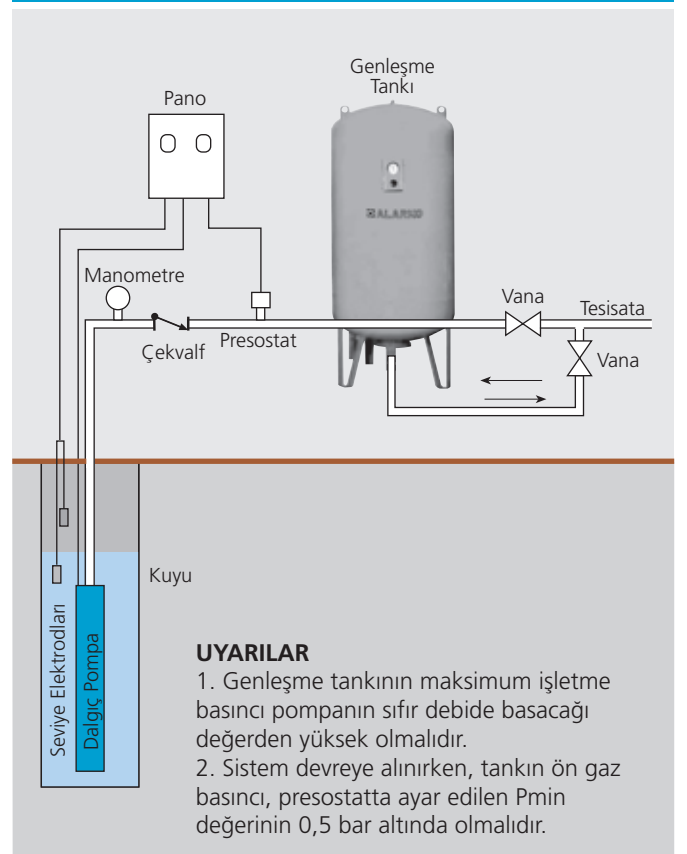 Genleşme
Tankı
Pano
ALARKO
Manometre
Vana
Tesisata
Çekvalf
Presostat
Vana
Kuyu
Seviye Elektrodları
Dalgıç Pompa
UYARILAR
1. Genleşme tankının maksimum işletme
basıncı pompanın sıfır debide basacağı
değerden yüksek olmalıdır.
2. Sistem devreye alınırken, tankın ön gaz
basıncı, presostatta ayar edilen Pmin
değerinin 0,5 bar altında olmalıdır.